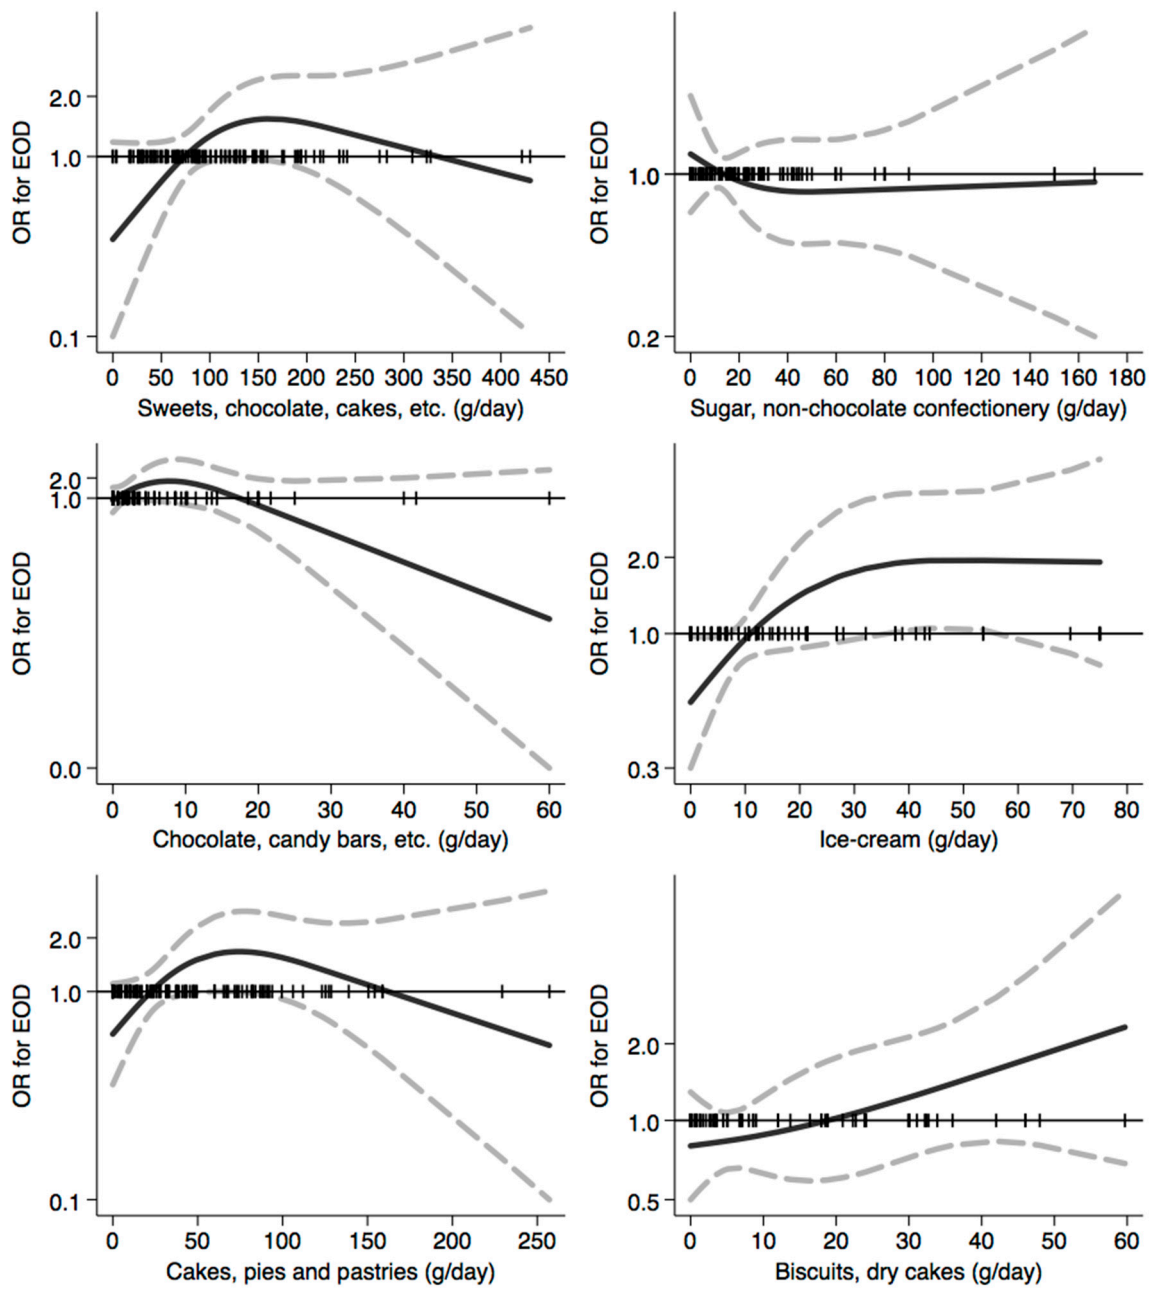 OR for EOD
2.0
1.0
0.1
0 50 100 150 200 250 300 350 400 450
Sweets, chocolate, cakes, etc. (g/day)
OR for EOD
1.0
0.2
0 20 40 60 80 100 120 140 160 180
Sugar, non-chocolate confectionery (g/day)
OR for EOD
2.0
1.0
0.0
0 10 20 30 40 50 60
Chocolate, candy bars, etc. (g/day)
OR for EOD
2.0
1.0
0.3
0 10 20 30 40 50 60 70 80
Ice-cream (g/day)
OR for EOD
2.0
1.0
0.1
0 50 100 150 200 250
Cakes, pies and pastries (g/day)
OR for EOD
2.0
1.0
0.5
0 10 20 30 40 50 60
Biscuits, dry cakes (g/day)